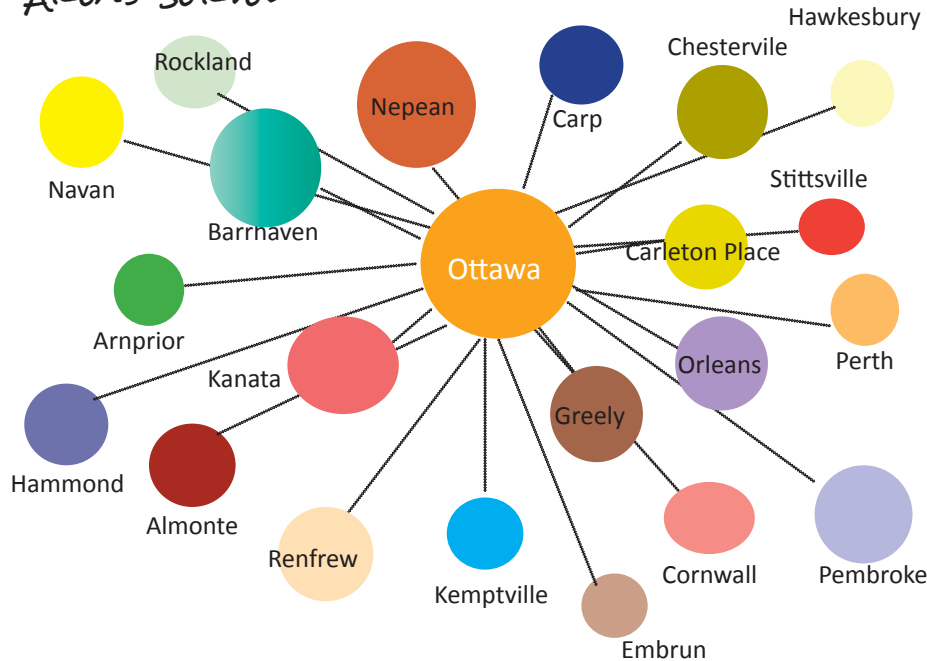 Hawkesbury
Rockland
Chestervile
Nepean
Carp
Navan
Stittsville
Barrhaven
Carleton Place
Ottawa
Arnprior
Perth
Kanata
Orleans
Greely
Hammond
Almonte
Renfrew
Cornwall
Pembroke
Kemptville
Embrun